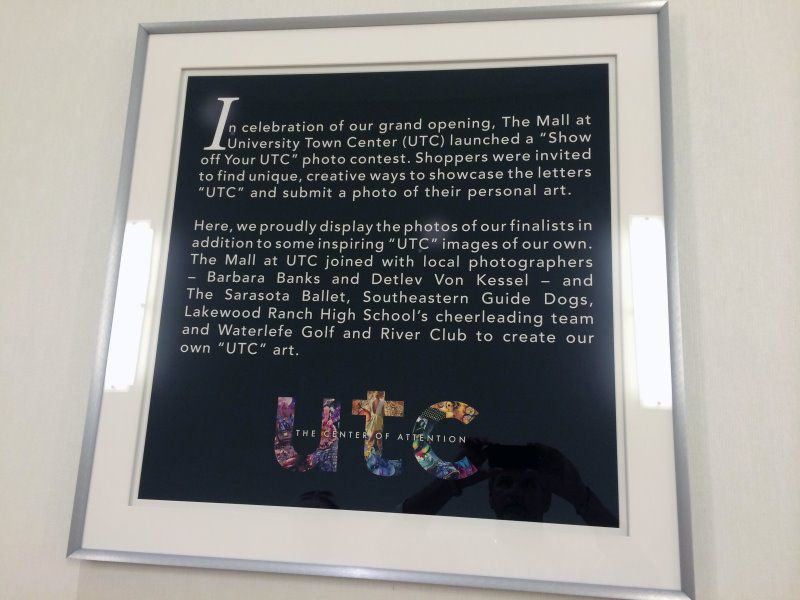 In celebration of our grand opening, The Mall at
University Town Center (UTC) launched a “Show
off Your UTC” photo contest. Shoppers were invited
to find unique, creative ways to showcase the letters
“UTC” and submit a photo of their personal art.
Here, we proudly display the photos of our finalists in
addition to some inspiring “UTC” images of our own.
The Mall at UTC joined with local photographers
– Barbara Banks and Detlev Von Kessel – and
The Sarasota Ballet, Southeastern Guide Dogs,
Lakewood Ranch High School’s cheerleading team
and Waterlefe Golf and River Club to create our
own “UTC” art.
utc
THE CENTER OF ATTENTION